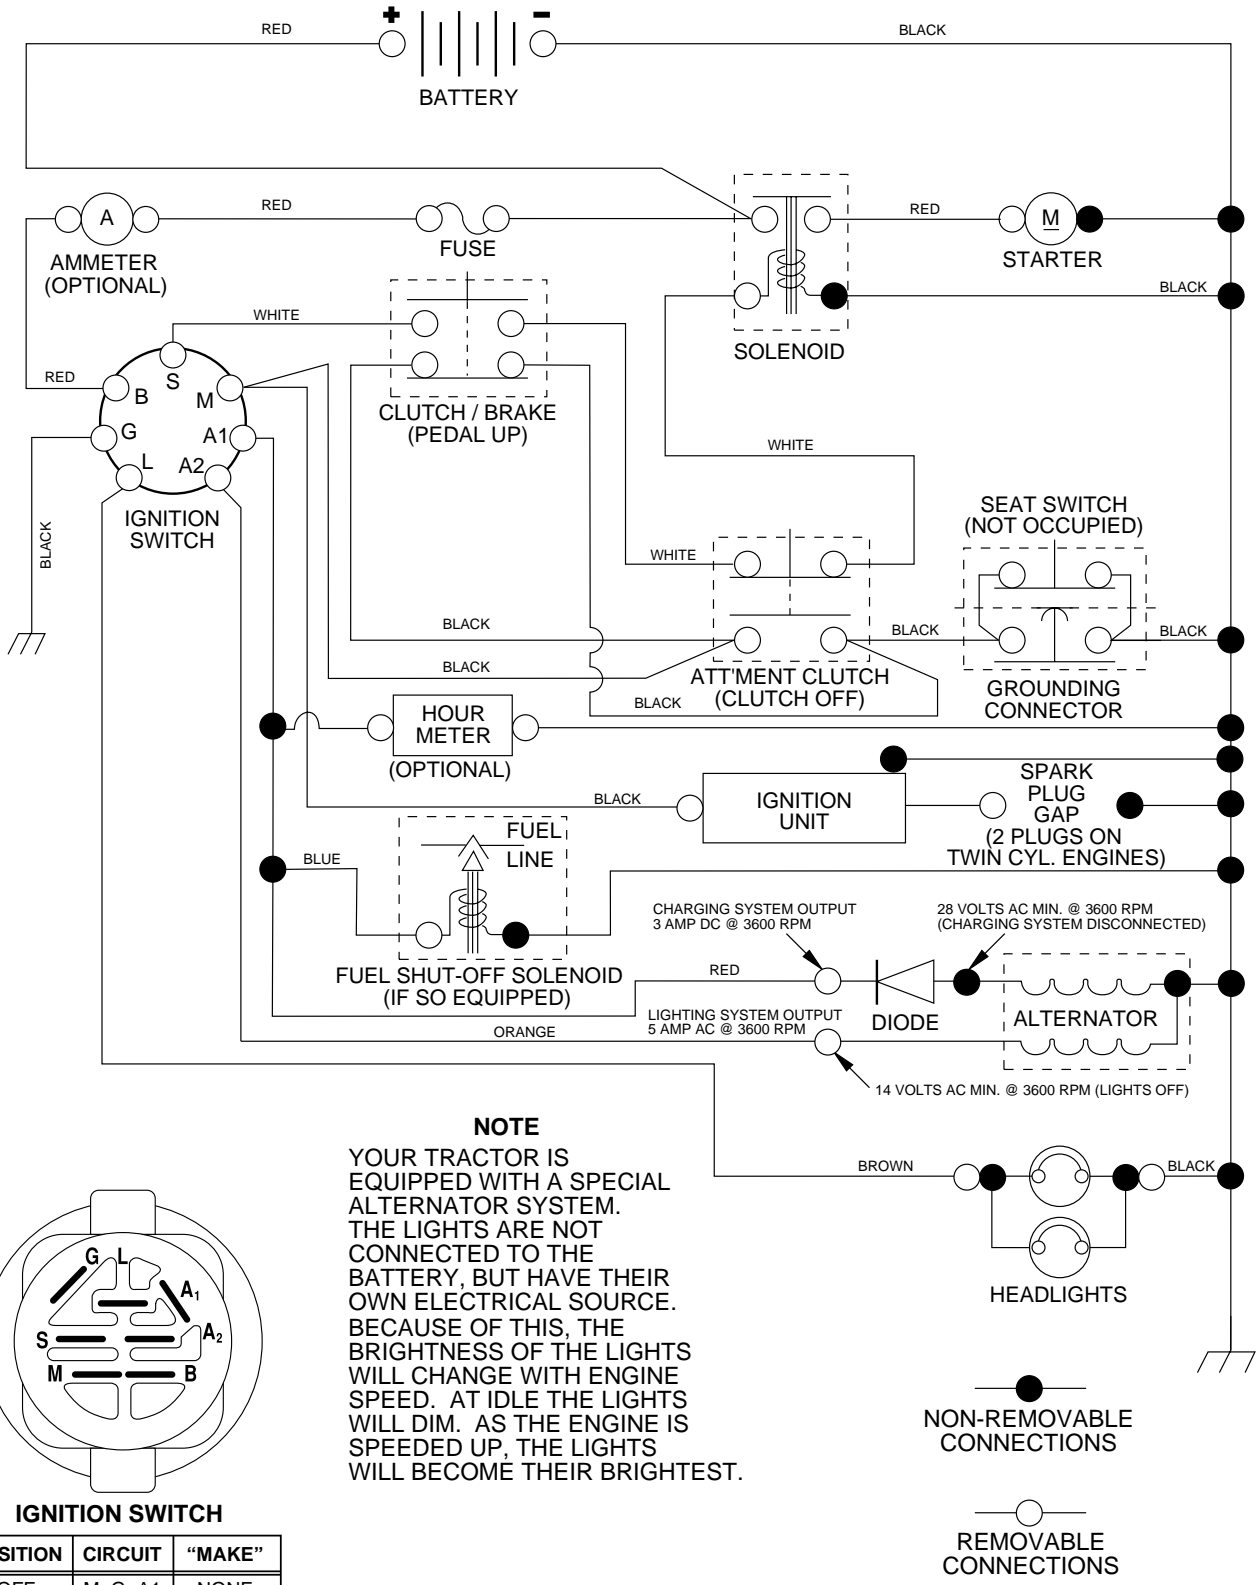 + −
RED
BLACK
BATTERY
A
RED
RED
M
AMMETER
(OPTIONAL)
FUSE
STARTER
WHITE
BLACK
SOLENOID
RED
S
B
M
G
A1
L
A2
CLUTCH / BRAKE
(PEDAL UP)
WHITE
IGNITION
SWITCH
BLACK
SEAT SWITCH
(NOT OCCUPIED)
WHITE
BLACK
BLACK
BLACK
BLACK
ATT'MENT CLUTCH
(CLUTCH OFF)
GROUNDING
CONNECTOR
BLACK
HOUR
METER
(OPTIONAL)
BLACK
IGNITION
UNIT
SPARK
PLUG
GAP
(2 PLUGS ON
TWIN CYL. ENGINES)
FUEL
LINE
BLUE
CHARGING SYSTEM OUTPUT
3 AMP DC @ 3600 RPM
28 VOLTS AC MIN. @ 3600 RPM
(CHARGING SYSTEM DISCONNECTED)
FUEL SHUT-OFF SOLENOID
(IF SO EQUIPPED)
RED
DIODE
ALTERNATOR
LIGHTING SYSTEM OUTPUT
5 AMP AC @ 3600 RPM
ORANGE
14 VOLTS AC MIN. @ 3600 RPM (LIGHTS OFF)
NOTE
YOUR TRACTOR IS
EQUIPPED WITH A SPECIAL
ALTERNATOR SYSTEM.
THE LIGHTS ARE NOT
CONNECTED TO THE
BATTERY, BUT HAVE THEIR
OWN ELECTRICAL SOURCE.
BECAUSE OF THIS, THE
BRIGHTNESS OF THE LIGHTS
WILL CHANGE WITH ENGINE
SPEED. AT IDLE THE LIGHTS
WILL DIM. AS THE ENGINE IS
SPEEDED UP, THE LIGHTS
WILL BECOME THEIR BRIGHTEST.
BROWN
BLACK
HEADLIGHTS
G L
A1
S
A2
M
B
IGNITION SWITCH
SITION CIRCUIT "MAKE"
NON-REMOVABLE
CONNECTIONS
REMOVABLE
CONNECTIONS